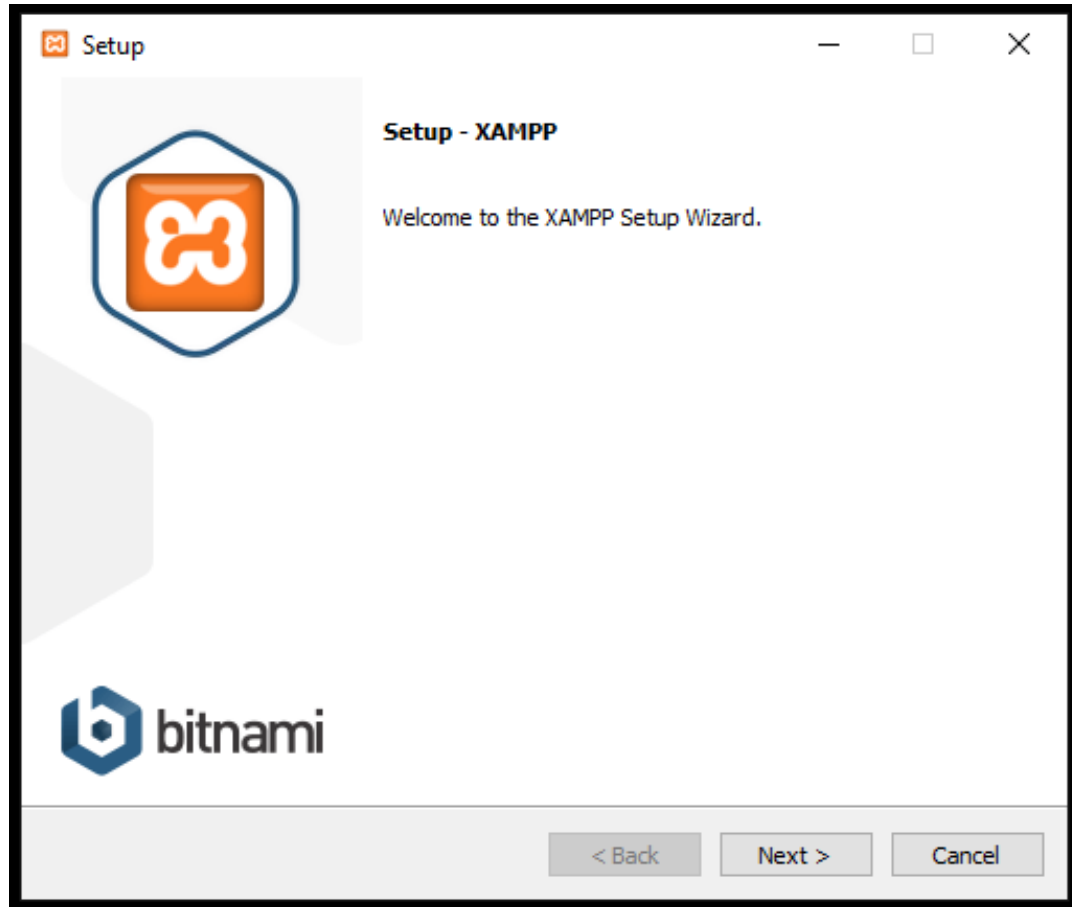 Setup
Setup - XAMPP
Welcome to the XAMPP Setup Wizard.
bitnami
< Back
Next >
Cancel